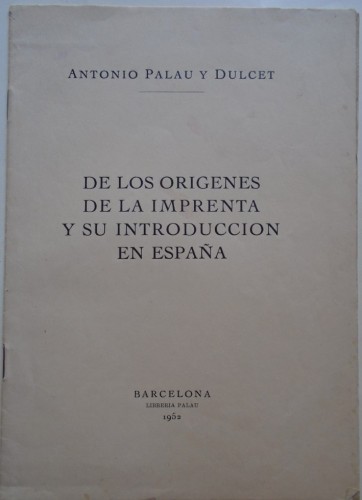 ANTONIO PALAU Y DULCET
DE LOS ORIGENES
DE LA IMPRENTA
Y SU INTRODUCCION
EN ESPAÑA
BARCELONA
LIBRERIA PALAU
1952